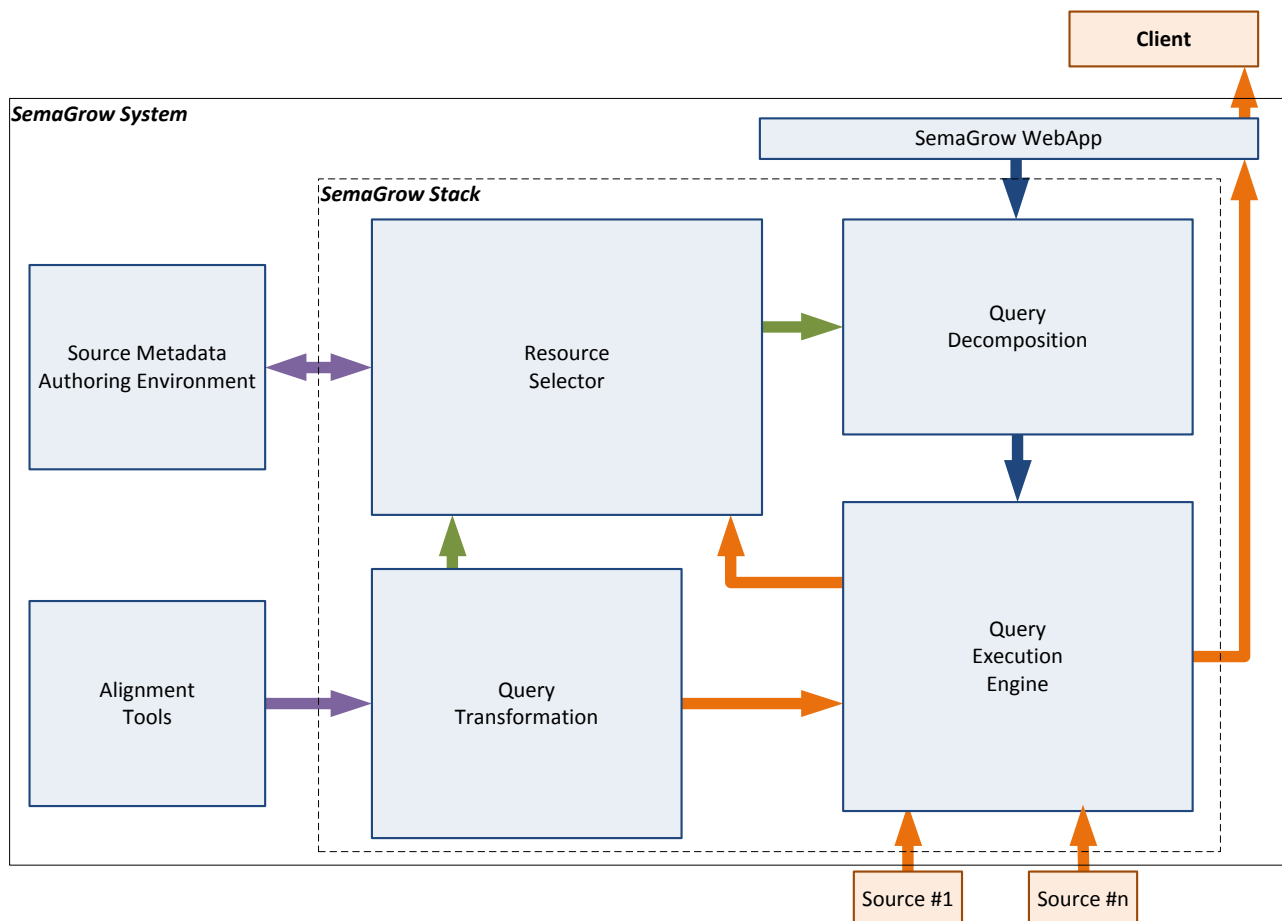 Client
SemaGrow System
SemaGrow WebApp
SemaGrow Stack
Source Metadata
Authoring Environment
Resource
Selector
Query
Decomposition
Alignment
Tools
Query
Transformation
Query
Execution
Engine
Source #1
Source #n